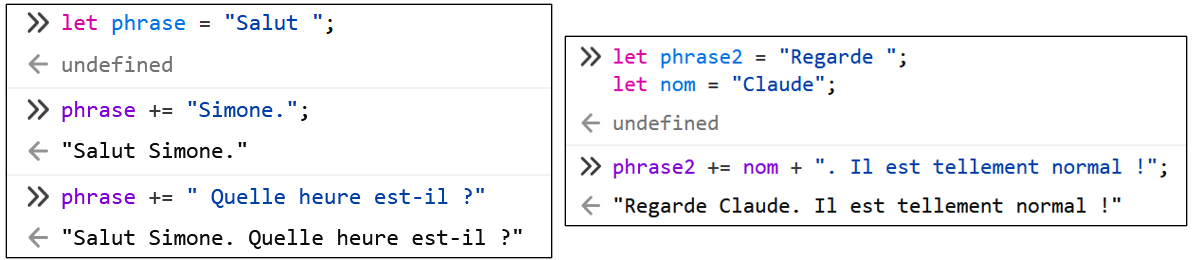 >> let phrase = "Salut ";
← undefined
>> phrase += "Simone.";
← "Salut Simone."
>> phrase += " Quelle heure est-il ?"
← "Salut Simone. Quelle heure est-il ?"
>> let phrase2 = "Regarde ";
let nom = "Claude";
← undefined
>> phrase2 += nom + ". Il est tellement normal !";
← "Regarde Claude. Il est tellement normal !"